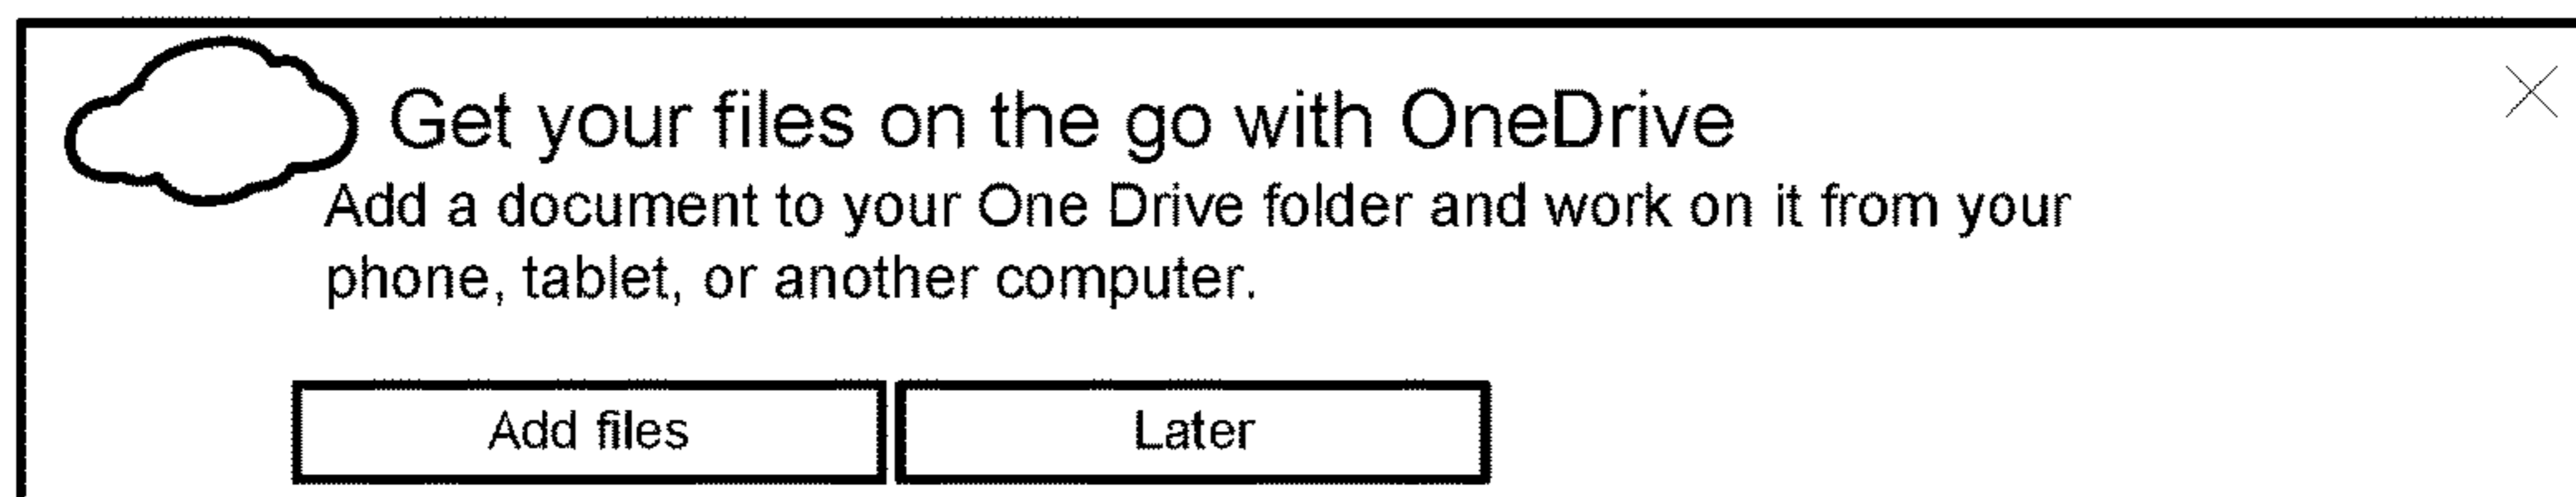 Get your files on the go with OneDrive
Add a document to your One Drive folder and work on it from your
phone, tablet, or another computer.
Add files
Later